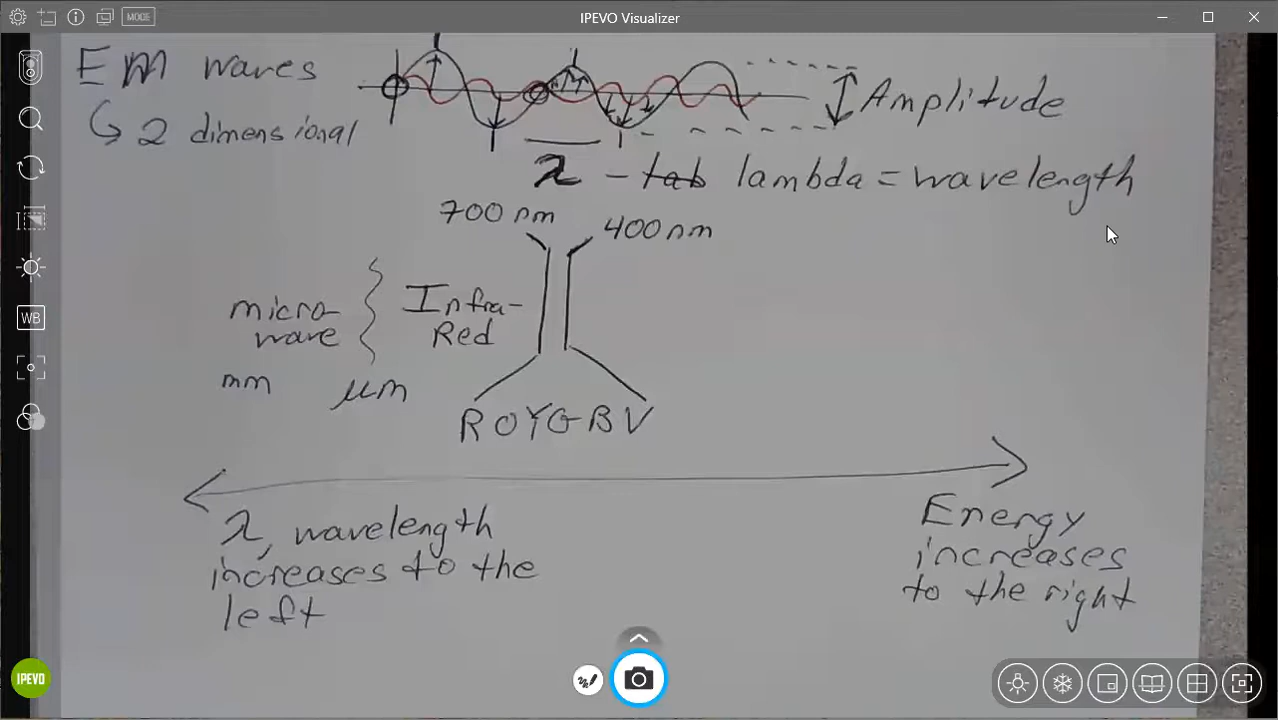 MODE
IPEVO Visualizer
EM waves
2 dimensional
Amplitude
λ - tab lambda = wavelength
700 nm
400 nm
WB
micro-
wave
Infra-
Red
mm
μm
ROYGBV
λ, wavelength
increases to the
left
Energy
increases
to the right
IPEVO